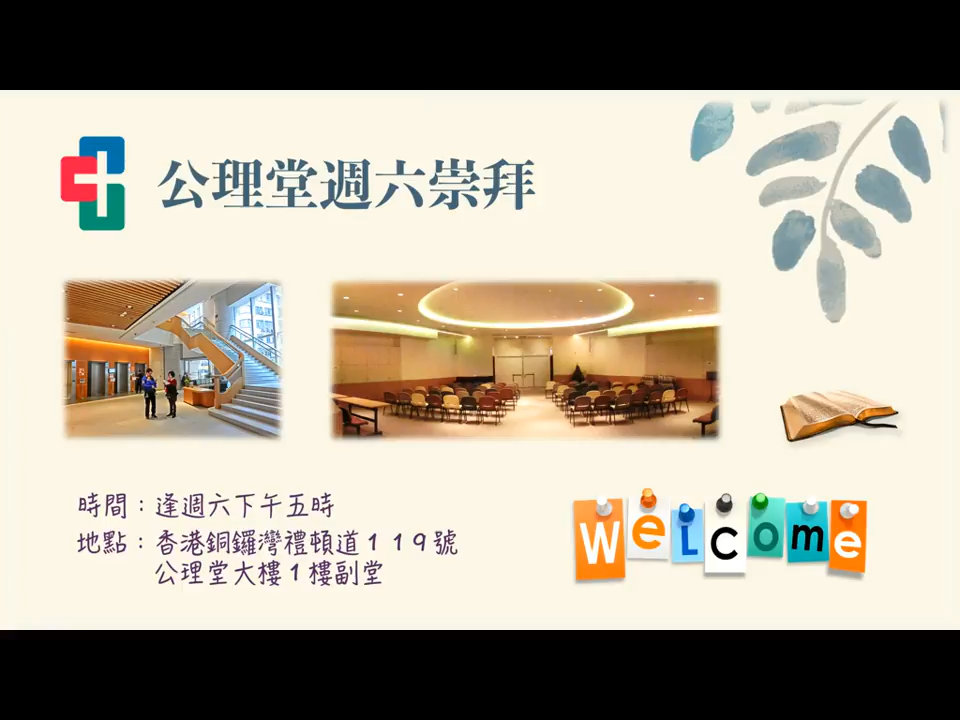 公理堂週六崇拜
時間：逢週六下午五時
地點：香港銅鑼灣禮頓道１１９號
公理堂大樓１樓副堂
WeLcome